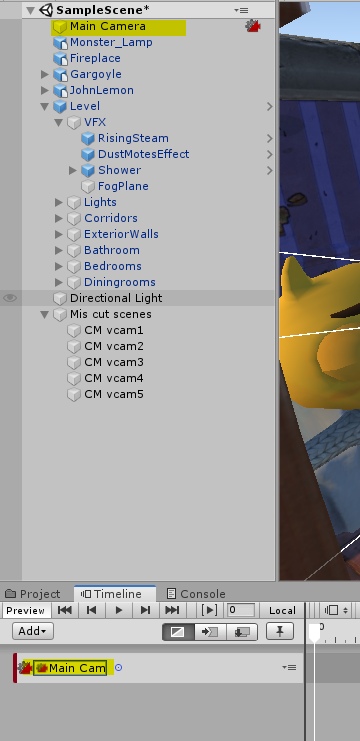 SampleScene*
Main Camera
Monster_Lamp
Fireplace
Gargoyle
JohnLemon
Level
VFX
RisingSteam
DustMotesEffect
Shower
FogPlane
Lights
Corridors
ExteriorWalls
Bathroom
Bedrooms
Diningrooms
Directional Light
Mis cut scenes
CM vcam1
CM vcam2
CM vcam3
CM vcam4
CM vcam5
Project Timeline Console
Preview 0 Local
Add 0
Main Cam